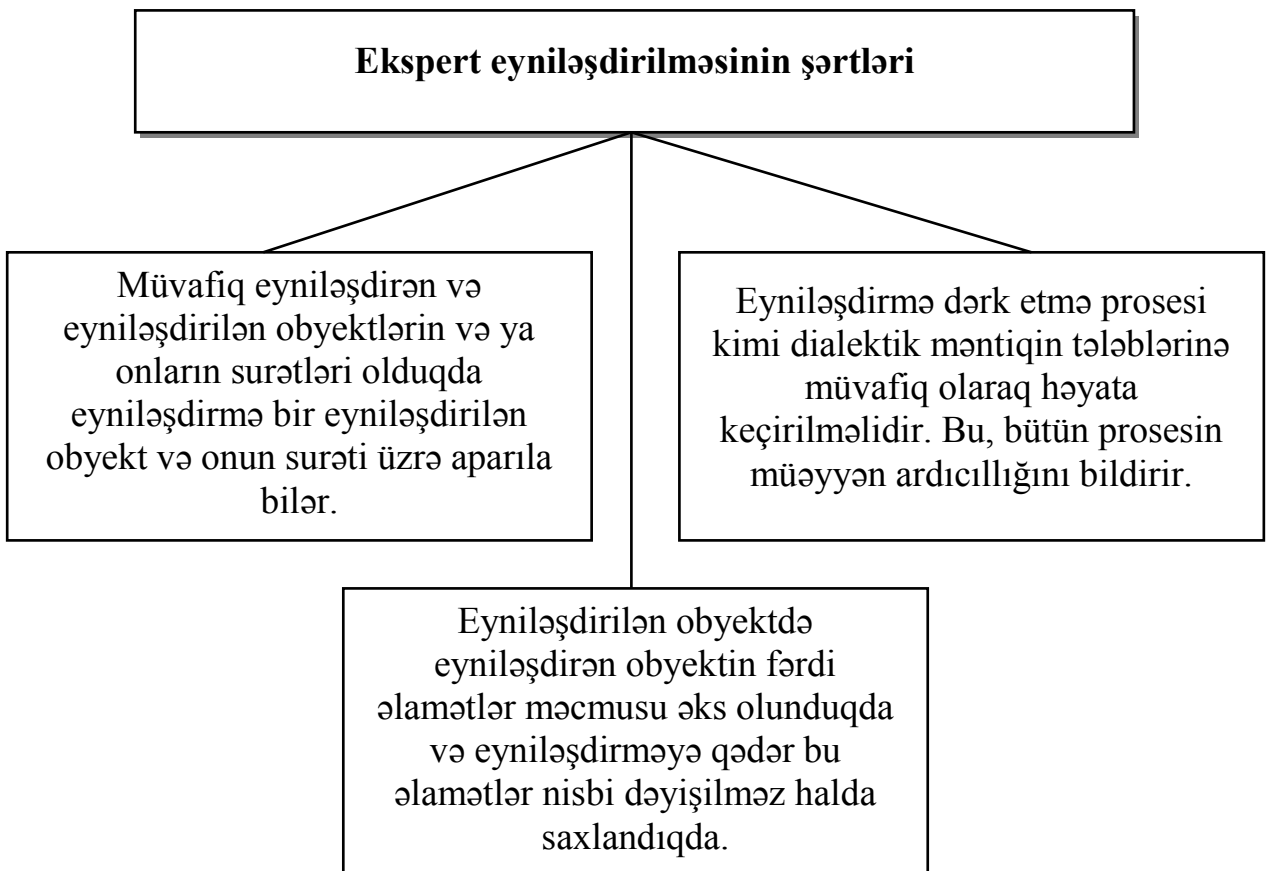 Ekspert eyniləşdirilməsinin şərtləri
Müvafiq eyniləşdirən və
eyniləşdirilən obyektlərin və ya
onların surətləri olduqda
eyniləşdirmə bir eyniləşdirilən
obyekt və onun surəti üzrə aparıla
bilər.
Eyniləşdirmə dərk etmə prosesi
kimi dialektik məntiqin tələblərinə
müvafiq olaraq həyata
keçirilməlidir. Bu, bütün prosesin
müəyyən ardıcıllığını bildirir.
Eyniləşdirilən obyektdə
eyniləşdirən obyektin fərdi
əlamətlər məcmusu əks olunduqda
və eyniləşdirməyə qədər bu
əlamətlər nisbi dəyişilməz halda
saxlandıqda.